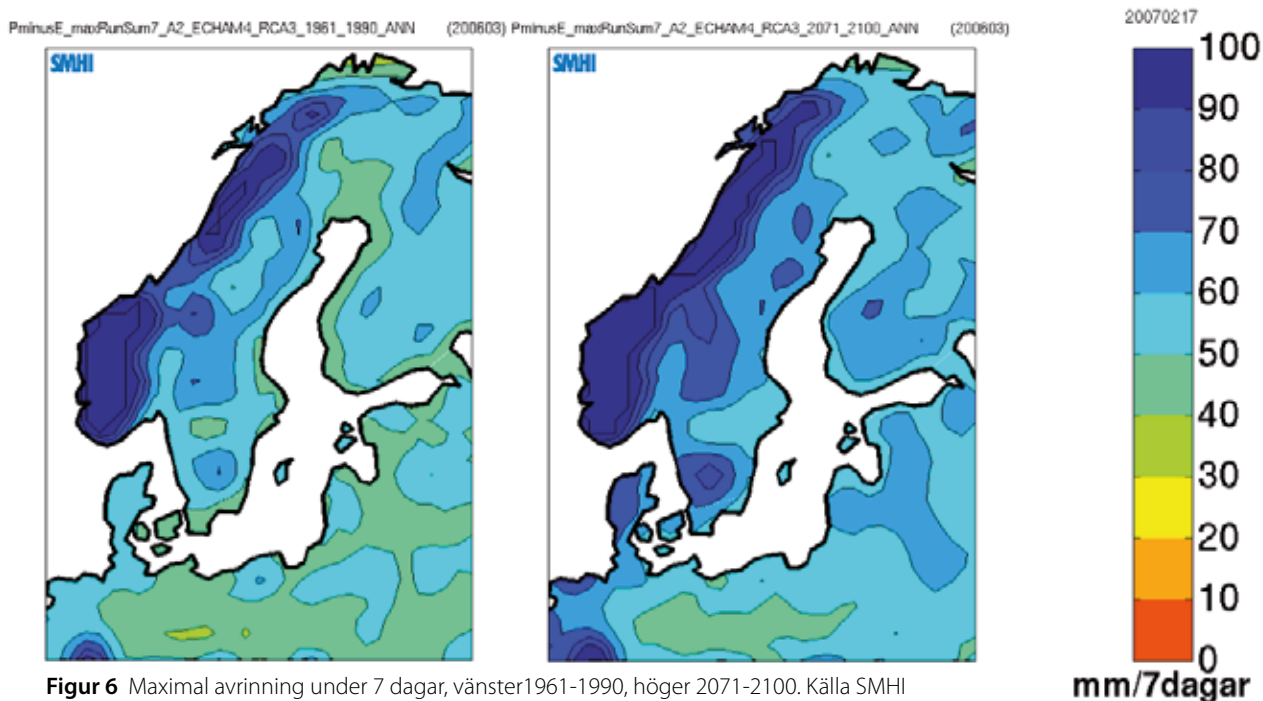 PminusE_maxRunSum7_A2_ECHAM4_RCA3_1961_1990_ANN (200603) PminusE_maxRunSum7_A2_ECHAM4_RCA3_2071_2100_ANN (200603)
20070217
SMHI
SMHI
100
90
80
70
60
50
40
30
20
10
0
mm/7dagar
Figur 6 Maximal avrinning under 7 dagar, vänster1961-1990, höger 2071-2100. Källa SMHI